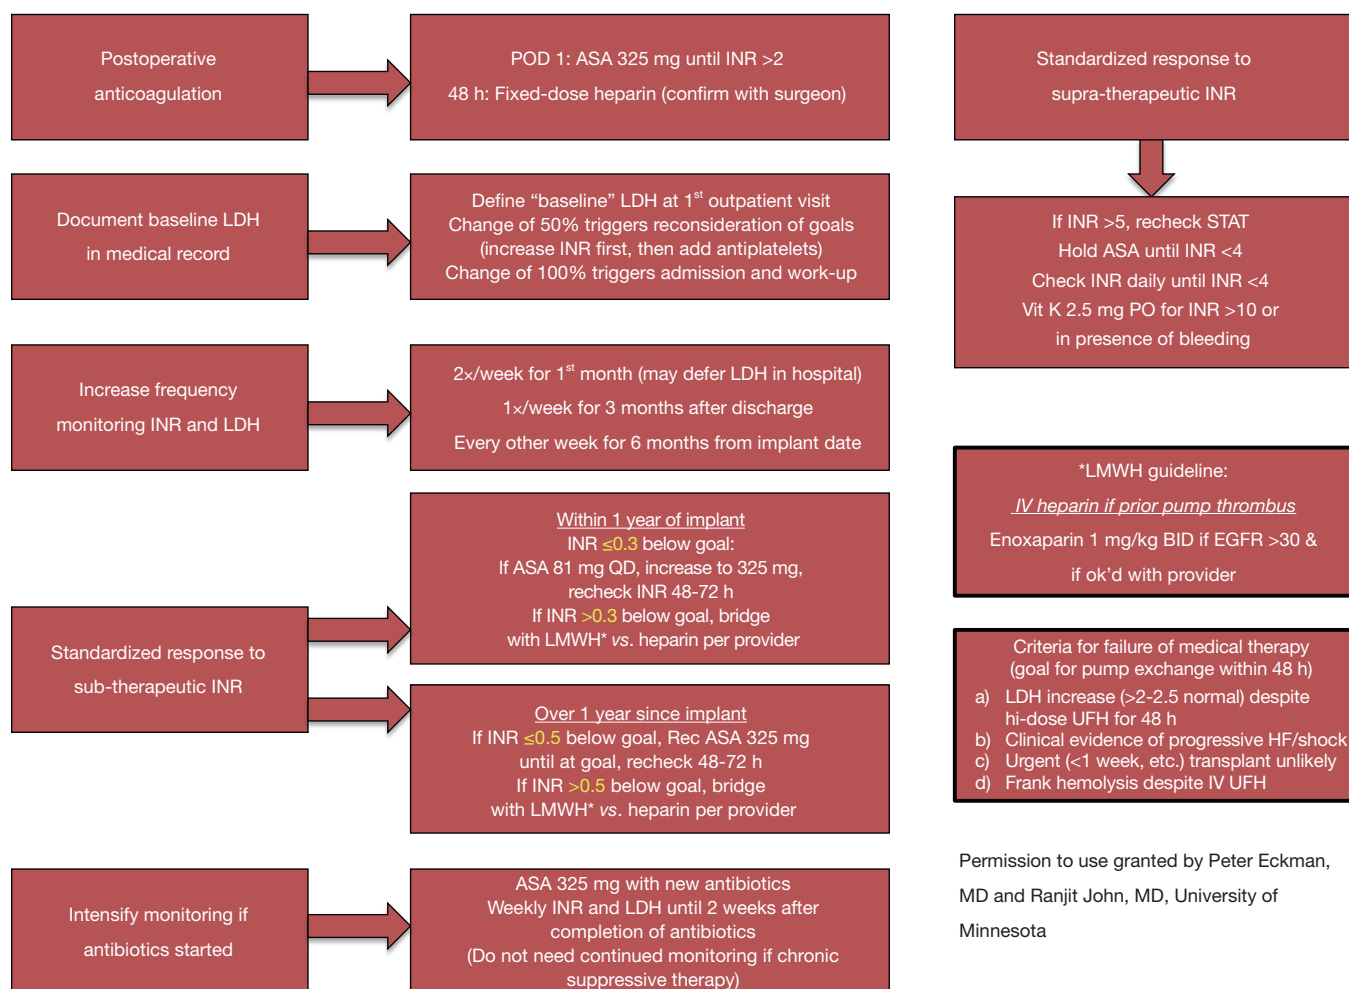 Postoperative
anticoagulation
POD 1: ASA 325 mg until INR >2
48 h: Fixed-dose heparin (confirm with surgeon)
Document baseline LDH
in medical record
Define “baseline” LDH at 1st outpatient visit
Change of 50% triggers reconsideration of goals
(increase INR first, then add antiplatelets)
Change of 100% triggers admission and work-up
Increase frequency
monitoring INR and LDH
2×/week for 1st month (may defer LDH in hospital)
1×/week for 3 months after discharge
Every other week for 6 months from implant date
Standardized response to
sub-therapeutic INR
Within 1 year of implant
INR ≤0.3 below goal:
If ASA 81 mg QD, increase to 325 mg,
recheck INR 48-72 h
If INR >0.3 below goal, bridge
with LMWH* vs. heparin per provider
Over 1 year since implant
If INR ≤0.5 below goal, Rec ASA 325 mg
until at goal, recheck 48-72 h
If INR >0.5 below goal, bridge
with LMWH* vs. heparin per provider
Intensify monitoring if
antibiotics started
ASA 325 mg with new antibiotics
Weekly INR and LDH until 2 weeks after
completion of antibiotics
(Do not need continued monitoring if chronic
suppressive therapy)
Standardized response to
supra-therapeutic INR
If INR >5, recheck STAT
Hold ASA until INR <4
Check INR daily until INR <4
Vit K 2.5 mg PO for INR >10 or
in presence of bleeding
*LMWH guideline:
IV heparin if prior pump thrombus
Enoxaparin 1 mg/kg BID if EGFR >30 &
if ok’d with provider
Criteria for failure of medical therapy
(goal for pump exchange within 48 h)
a) LDH increase (>2-2.5 normal) despite
hi-dose UFH for 48 h
b) Clinical evidence of progressive HF/shock
c) Urgent (<1 week, etc.) transplant unlikely
d) Frank hemolysis despite IV UFH
Permission to use granted by Peter Eckman,
MD and Ranjit John, MD, University of
Minnesota